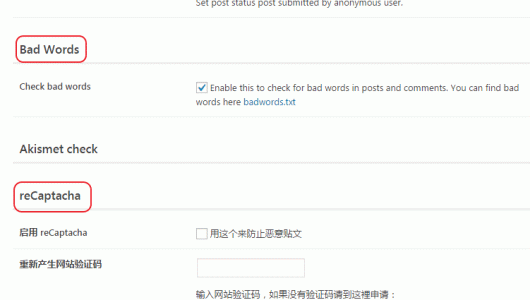 Set post status post submitted by anonymous user.
Bad Words
Check bad words
Enable this to check for bad words in posts and comments. You can find bad
words here badwords.txt
Akismet check
reCaptacha
启用 reCaptacha
用这个来防止恶意贴文
重新产生网站验证码
输入网站验证码，如果没有验证码请到这裡申请：